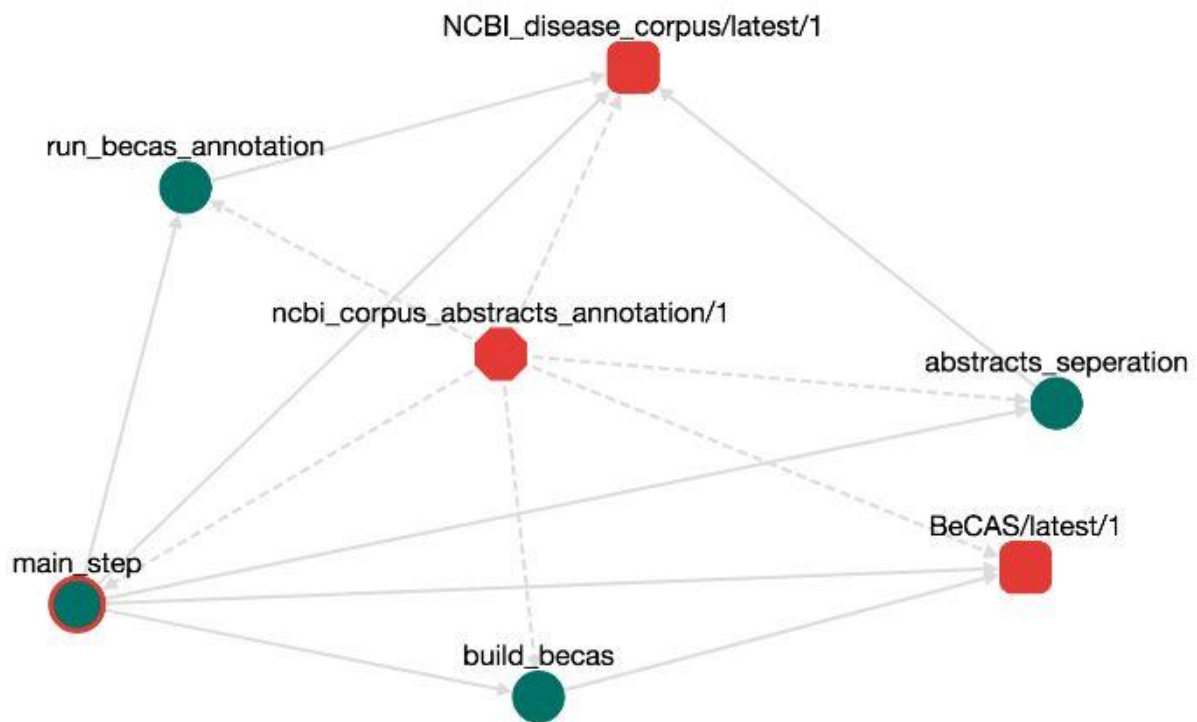 NCBI_disease_corpus/latest/1
run_becas_annotation
ncbi_corpus_abstracts_annotation/1
abstracts_seperation
BeCAS/latest/1
main_step
build_becas